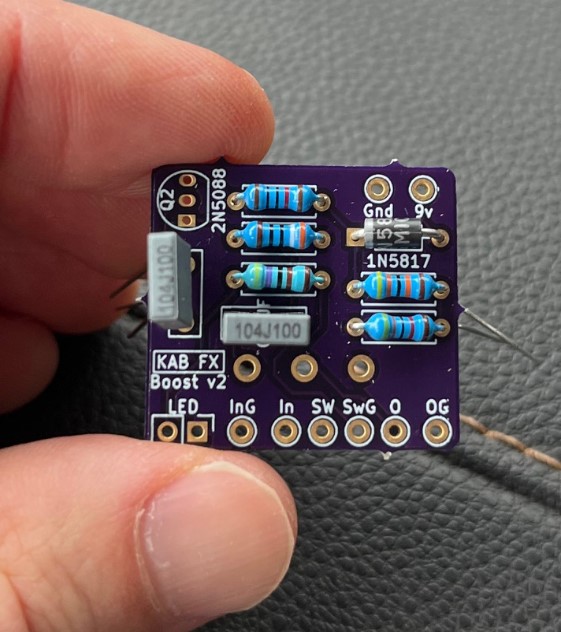 Q2
2N5088
Gnd 9v
1N5817
104J100
104J100
KAB FX
Boost v2
LED InG In SW SwG O OG